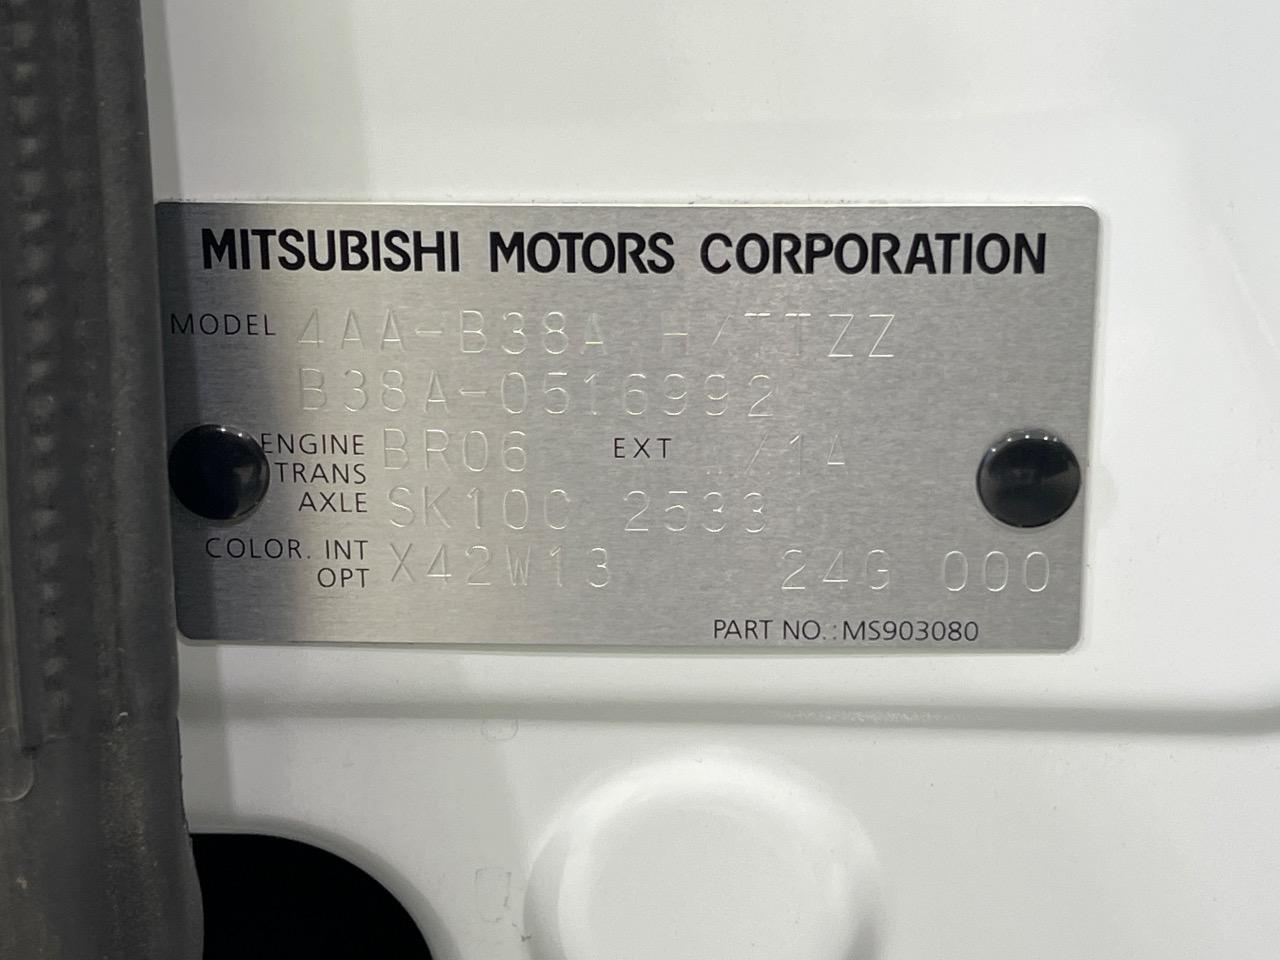 MITSUBISHI MOTORS CORPORATION
MODEL 4AA-B38A
B38A-0516992
ENGINE BR06 EXT /1A
TRANS
AXLE SK10C 2533
COLOR. INT X42W13 24G 000
OPT
PART NO.:MS903080